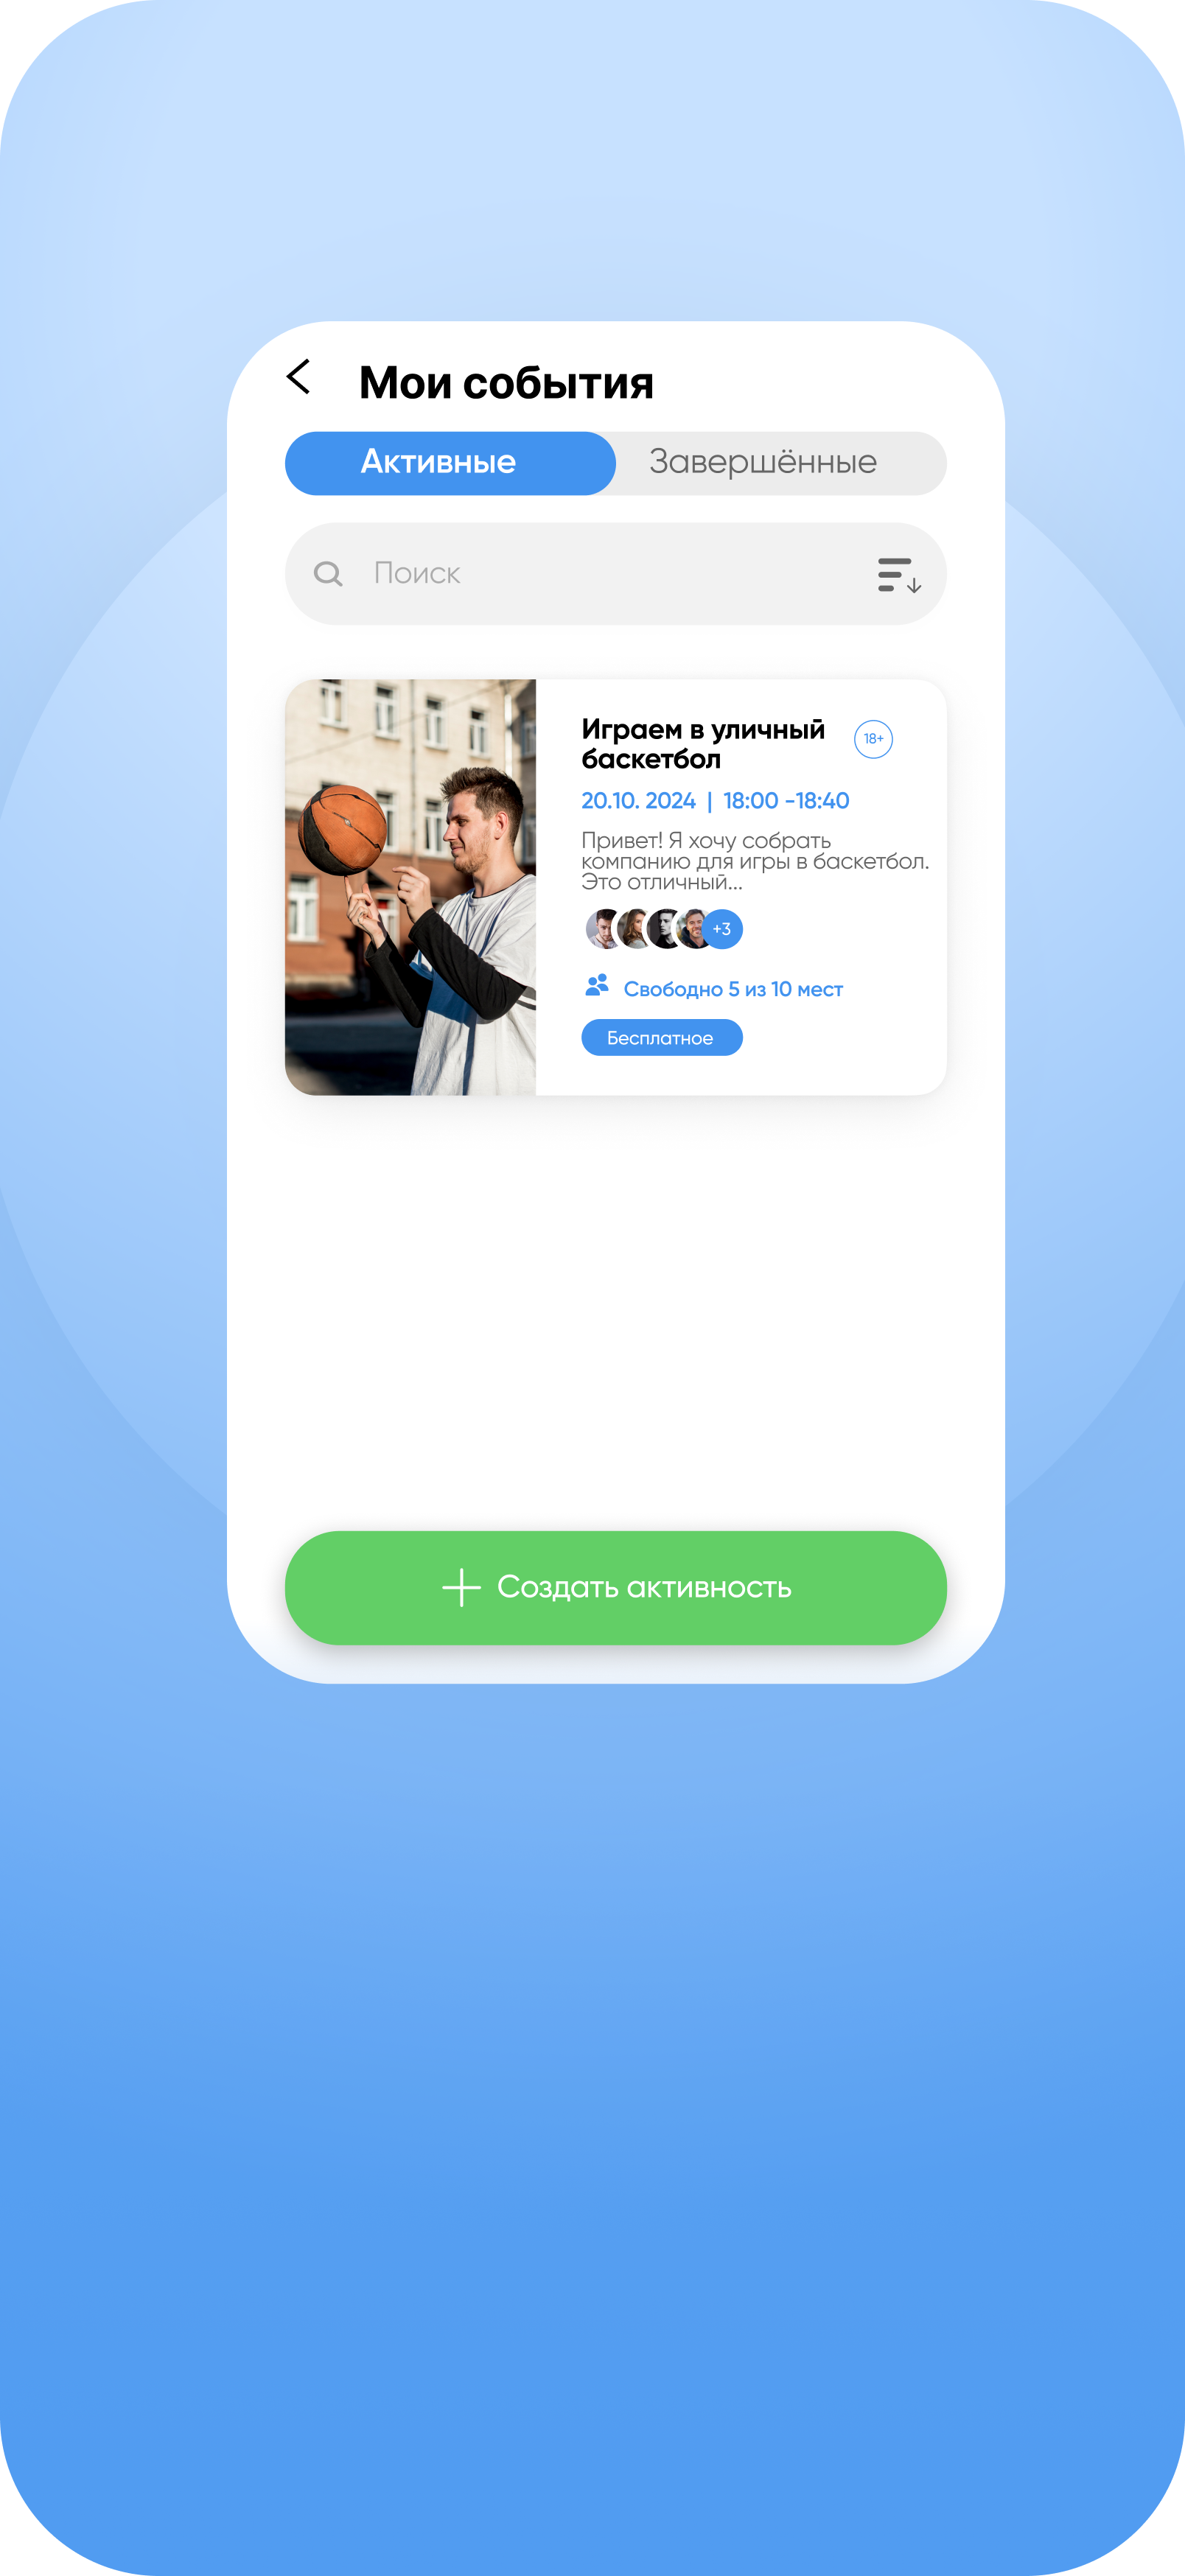 Мои события
Активные
Завершённые
Поиск
Играем в уличный
баскетбол
18+
20.10. 2024 | 18:00 -18:40
Привет! Я хочу собрать
компанию для игры в баскетбол.
Это отличный...
+3
Свободно 5 из 10 мест
Бесплатное
Создать активность